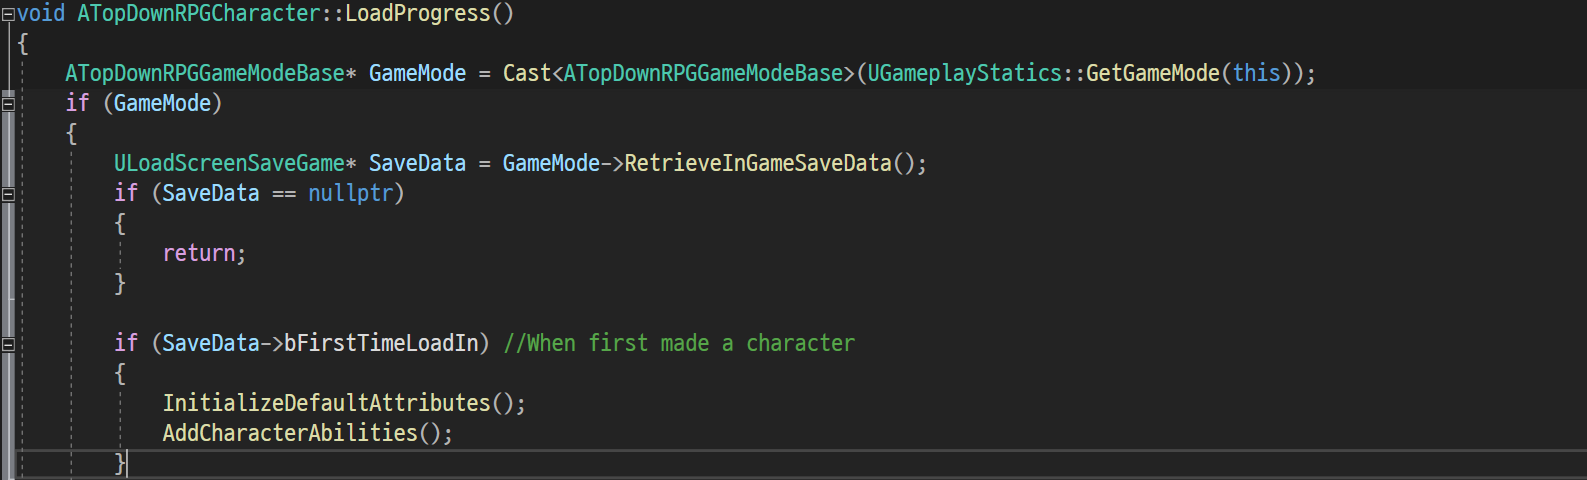 void ATopDownRPGCharacter::LoadProgress()
{
    ATopDownRPGGameModeBase* GameMode = Cast<ATopDownRPGGameModeBase>(UGameplayStatics::GetGameMode(this));
    if (GameMode)
    {
        ULoadScreenSaveGame* SaveData = GameMode->RetrieveInGameSaveData();
        if (SaveData == nullptr)
        {
            return;
        }

        if (SaveData->bFirstTimeLoadIn) //When first made a character
        {
            InitializeDefaultAttributes();
            AddCharacterAbilities();
        }